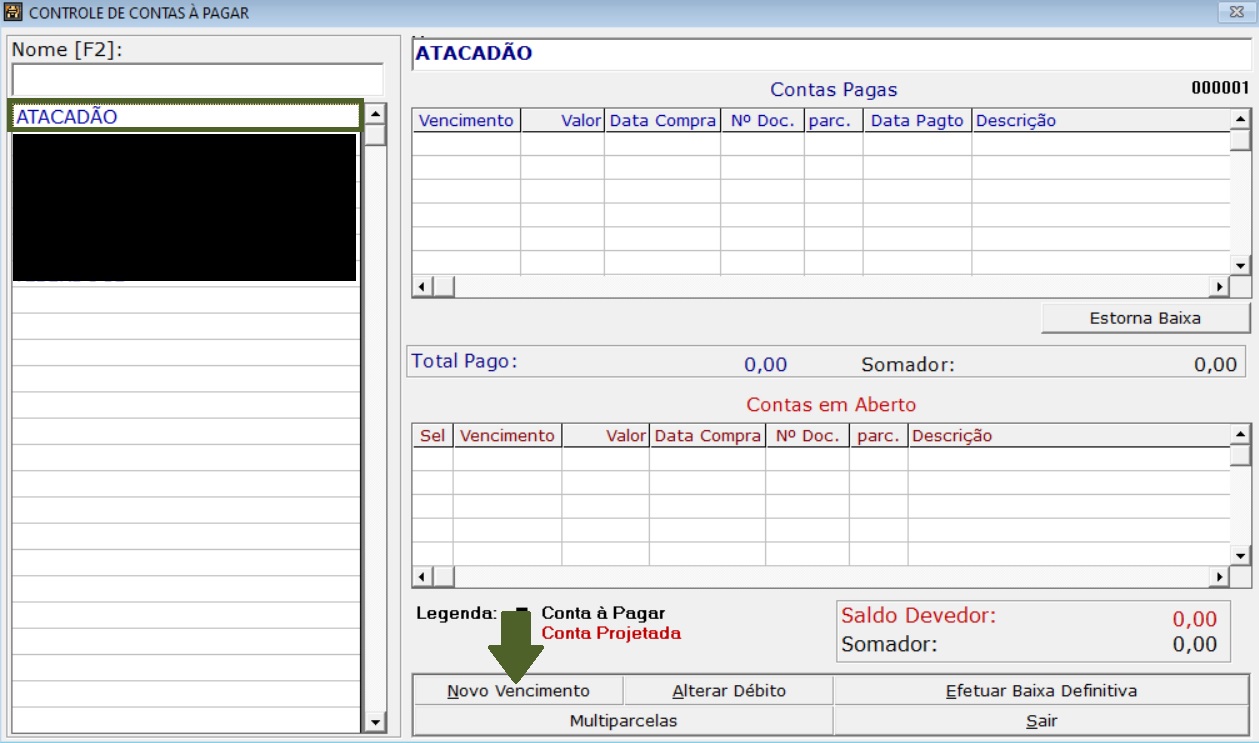 CONTROLE DE CONTAS À PAGAR
Nome [F2]:
ATACADÃO
ATACADÃO
Contas Pagas 000001
Vencimento Valor Data Compra Nº Doc. parc. Data Pagto Descrição
Estorna Baixa
Total Pago: 0,00 Somador: 0,00
Contas em Aberto
Sel Vencimento Valor Data Compra Nº Doc. parc. Descrição
Legenda: Conta à Pagar
Conta Projetada
Saldo Devedor: 0,00
Somador: 0,00
Novo Vencimento Alterar Débito Efetuar Baixa Definitiva
Multiparcelas Sair